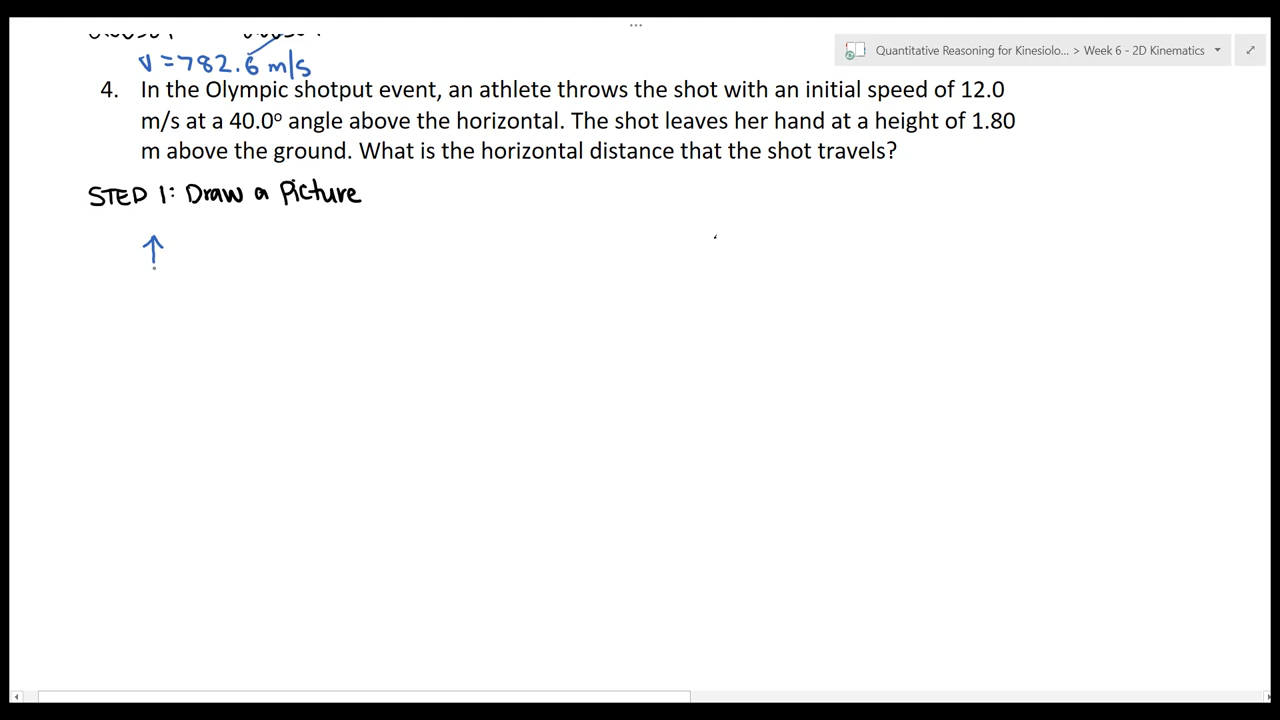 Quantitative Reasoning for Kinesiolo... > Week 6 - 2D Kinematics
v = 782.6 m/s
4. In the Olympic shotput event, an athlete throws the shot with an initial speed of 12.0
m/s at a 40.0º angle above the horizontal. The shot leaves her hand at a height of 1.80
m above the ground. What is the horizontal distance that the shot travels?
STEP 1: Draw a Picture